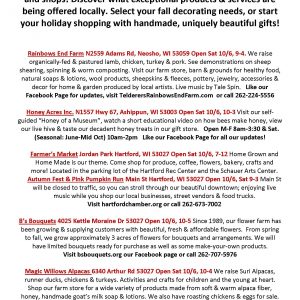 and shops! Discover what exceptional products & services are
being offered locally. Select your fall decorating needs, or start
your holiday shopping with handmade, uniquely beautiful gifts!
Rainbows End Farm N2559 Adams Rd, Neosho, WI 53059 Open Sat 10/6, 9-4. We raise
organically-fed & pastured lamb, chicken, turkey & pork. See demonstrations on sheep
shearing, spinning & worm composting. Visit our farm store, barn & grounds for healthy food,
natural soaps & lotions, wool products, sheepskins & fleeces, pottery, jewelry, accessories &
decor for home & garden produced by local artists. Live music by Tale Spin. Like our
Facebook Page for updates, visit TelderersRainbowsEndFarm.com or call 262-224-5556
Honey Acres Inc. N1557 Hwy 67, Ashippun, WI 53003 Open Sat 10/6, 10-3 Visit our self-
guided "Honey of a Museum", watch a short educational video on how bees make honey, view
our live hive & taste our decadent honey treats in our gift store. Open M-F 8am-3:30 & Sat.
(Seasonal: June-Mid Oct) 10am-2pm Like our Facebook Page for all our updates!
Farmer's Market Jordan Park Hartford, WI 53027 Open Sat 10/6, 7-12 Home Grown and
Home Made is our theme. Come shop for produce, coffee, flowers, bakery, crafts and
more! Located in the parking lot of the Hartford Rec Center and the Schauer Arts Center.
Autumn Fest & Pink Pumpkin Run Main St Hartford, WI 53027 Open Sat 10/6, Set 9-3 Main St
will be closed to traffic, so you can stroll through our beautiful downtown; enjoying live
music while you shop our local businesses, street vendors & food trucks.
Visit hartfordchamber.org or call 262-673-7002
B's Bouquets 4025 Kettle Moraine Dr 53027 Open 10/6, 10-5 Since 1989, our flower farm has
been growing & supplying customers with beautiful, fresh & affordable flowers. From spring
to fall, we grow approximately 3 acres of flowers for bouquets and arrangements. We will
have limited bouquets ready for purchase as well as some make-your-own products.
Visit bsbouquets.org our Facebook page or call 262-707-5976
Magic Willows Alpacas 6340 Arthur Rd 53027 Open Sat 10/6, 10-4 We raise Suri Alpacas,
runner ducks, chickens & turkeys. Activities and crafts for children and the young at heart.
Shop our farm store for a wide variety of products made with superior alpaca fiber,
honey, handmade goat's milk soap & lotions. We also have roasting chickens & eggs for sale.